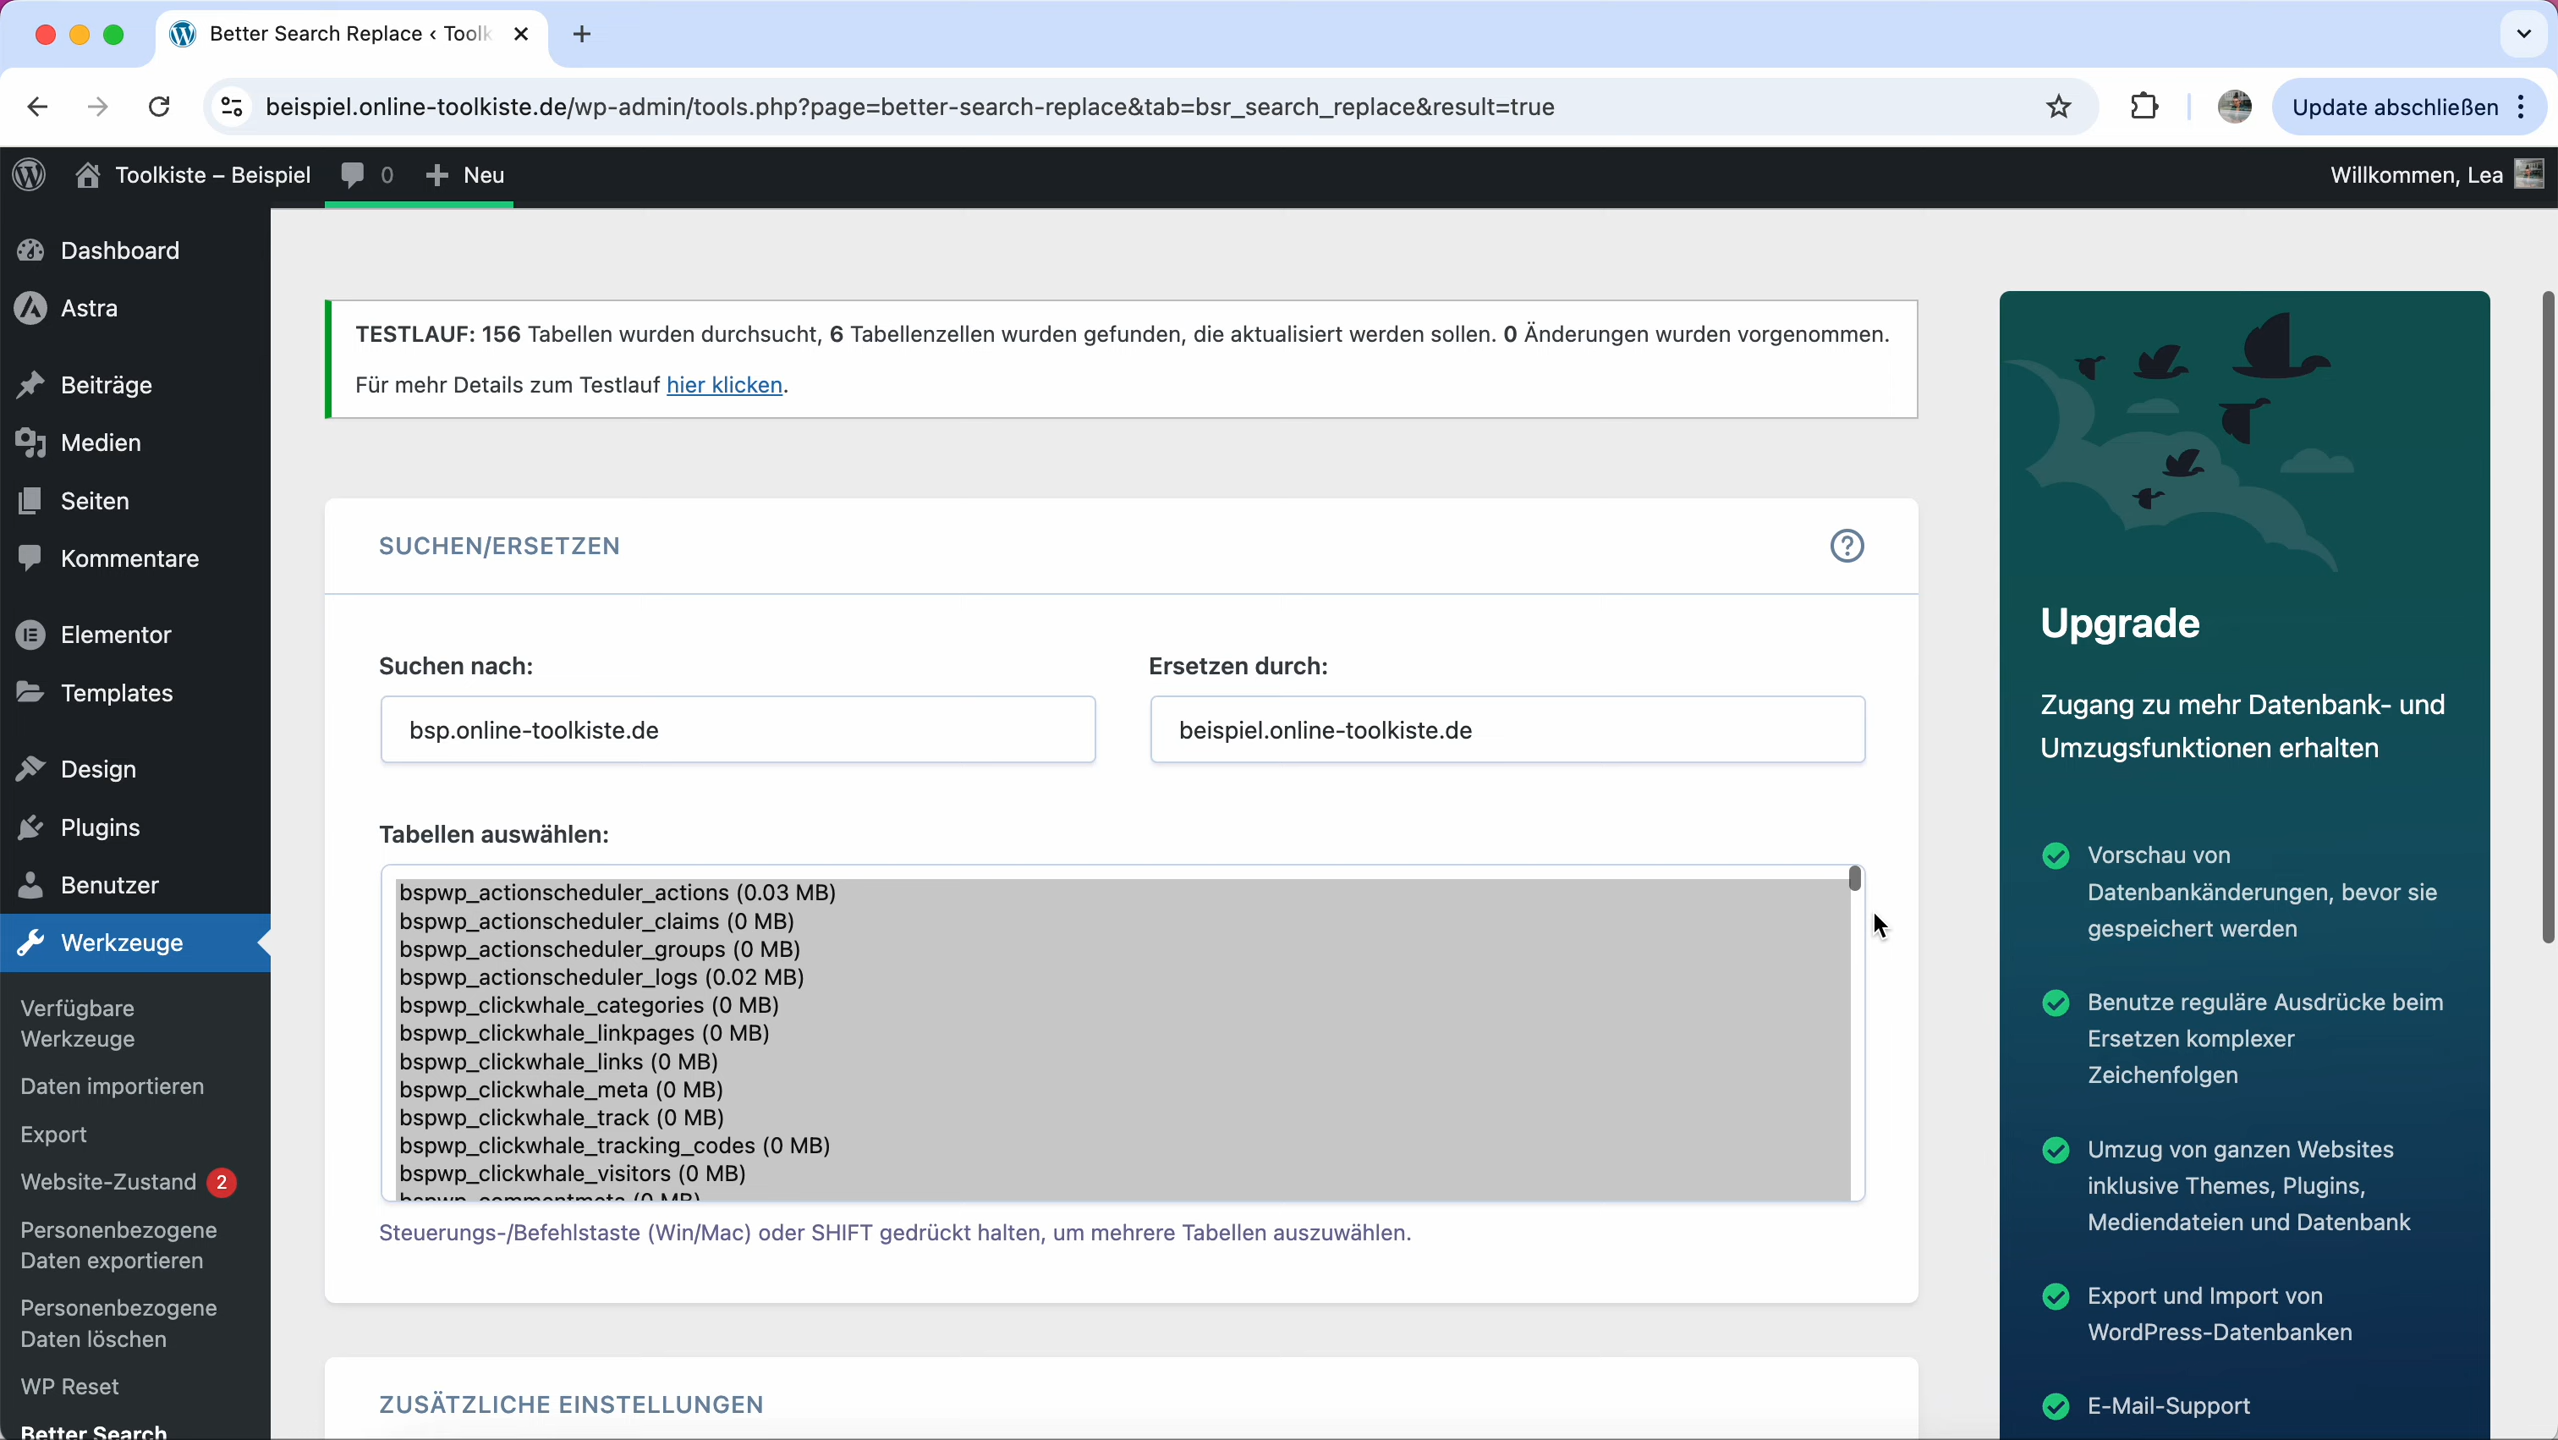 Better Search Replace ‹ Toolk
beispiel.online-toolkiste.de/wp-admin/tools.php?page=better-search-replace&tab=bsr_search_replace&result=true
Update abschließen
Toolkiste – Beispiel
0
Neu
Willkommen, Lea
Dashboard
Astra
Beiträge
Medien
Seiten
Kommentare
Elementor
Templates
Design
Plugins
Benutzer
Werkzeuge
Verfügbare
Werkzeuge
Daten importieren
Export
Website-Zustand 2
Personenbezogene
Daten exportieren
Personenbezogene
Daten löschen
WP Reset
Better Search
TESTLAUF: 156 Tabellen wurden durchsucht, 6 Tabellenzellen wurden gefunden, die aktualisiert werden sollen. 0 Änderungen wurden vorgenommen.
Für mehr Details zum Testlauf hier klicken.
SUCHEN/ERSETZEN
?
Suchen nach:
bsp.online-toolkiste.de
Ersetzen durch:
beispiel.online-toolkiste.de
Tabellen auswählen:
bspwp_actionscheduler_actions (0.03 MB)
bspwp_actionscheduler_claims (0 MB)
bspwp_actionscheduler_groups (0 MB)
bspwp_actionscheduler_logs (0.02 MB)
bspwp_clickwhale_categories (0 MB)
bspwp_clickwhale_linkpages (0 MB)
bspwp_clickwhale_links (0 MB)
bspwp_clickwhale_meta (0 MB)
bspwp_clickwhale_track (0 MB)
bspwp_clickwhale_tracking_codes (0 MB)
bspwp_clickwhale_visitors (0 MB)
bspwp_commentmeta (0 MB)
Steuerungs-/Befehlstaste (Win/Mac) oder SHIFT gedrückt halten, um mehrere Tabellen auszuwählen.
ZUSÄTZLICHE EINSTELLUNGEN
Upgrade
Zugang zu mehr Datenbank- und
Umzugsfunktionen erhalten
Vorschau von
Datenbankänderungen, bevor sie
gespeichert werden
Benutze reguläre Ausdrücke beim
Ersetzen komplexer
Zeichenfolgen
Umzug von ganzen Websites
inklusive Themes, Plugins,
Mediendateien und Datenbank
Export und Import von
WordPress-Datenbanken
E-Mail-Support